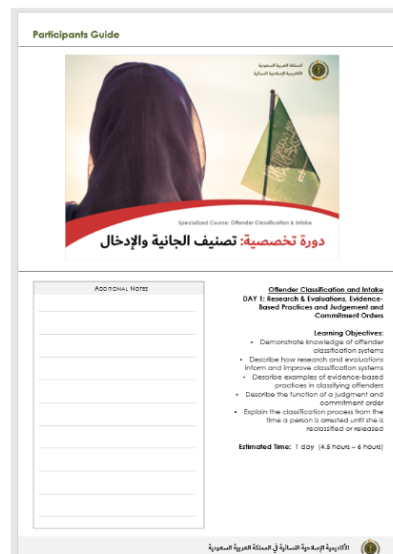 Participants Guide
المملكة العربية السعودية
الأكاديمية الإصلاحية النسائية
Specialized Course: Offender Classification & Intake
دورة تخصصية: تصنيف الجانية والإدخال
ADDITIONAL NOTES
Offender Classification and Intake
DAY 1: Research & Evaluations, Evidence-
Based Practices and Judgement and
Commitment Orders
Learning Objectives:
• Demonstrate knowledge of offender
classification systems
• Describe how research and evaluations
inform and improve classification systems
• Describe examples of evidence-based
practices in classifying offenders
• Describe the function of a judgment and
commitment order
• Explain the classification process from the
time a person is arrested until she is
reclassified or released
Estimated Time: 1 day (4.5 hours – 6 hours)
الأكاديمية الإصلاحية النسائية في المملكة العربية السعودية